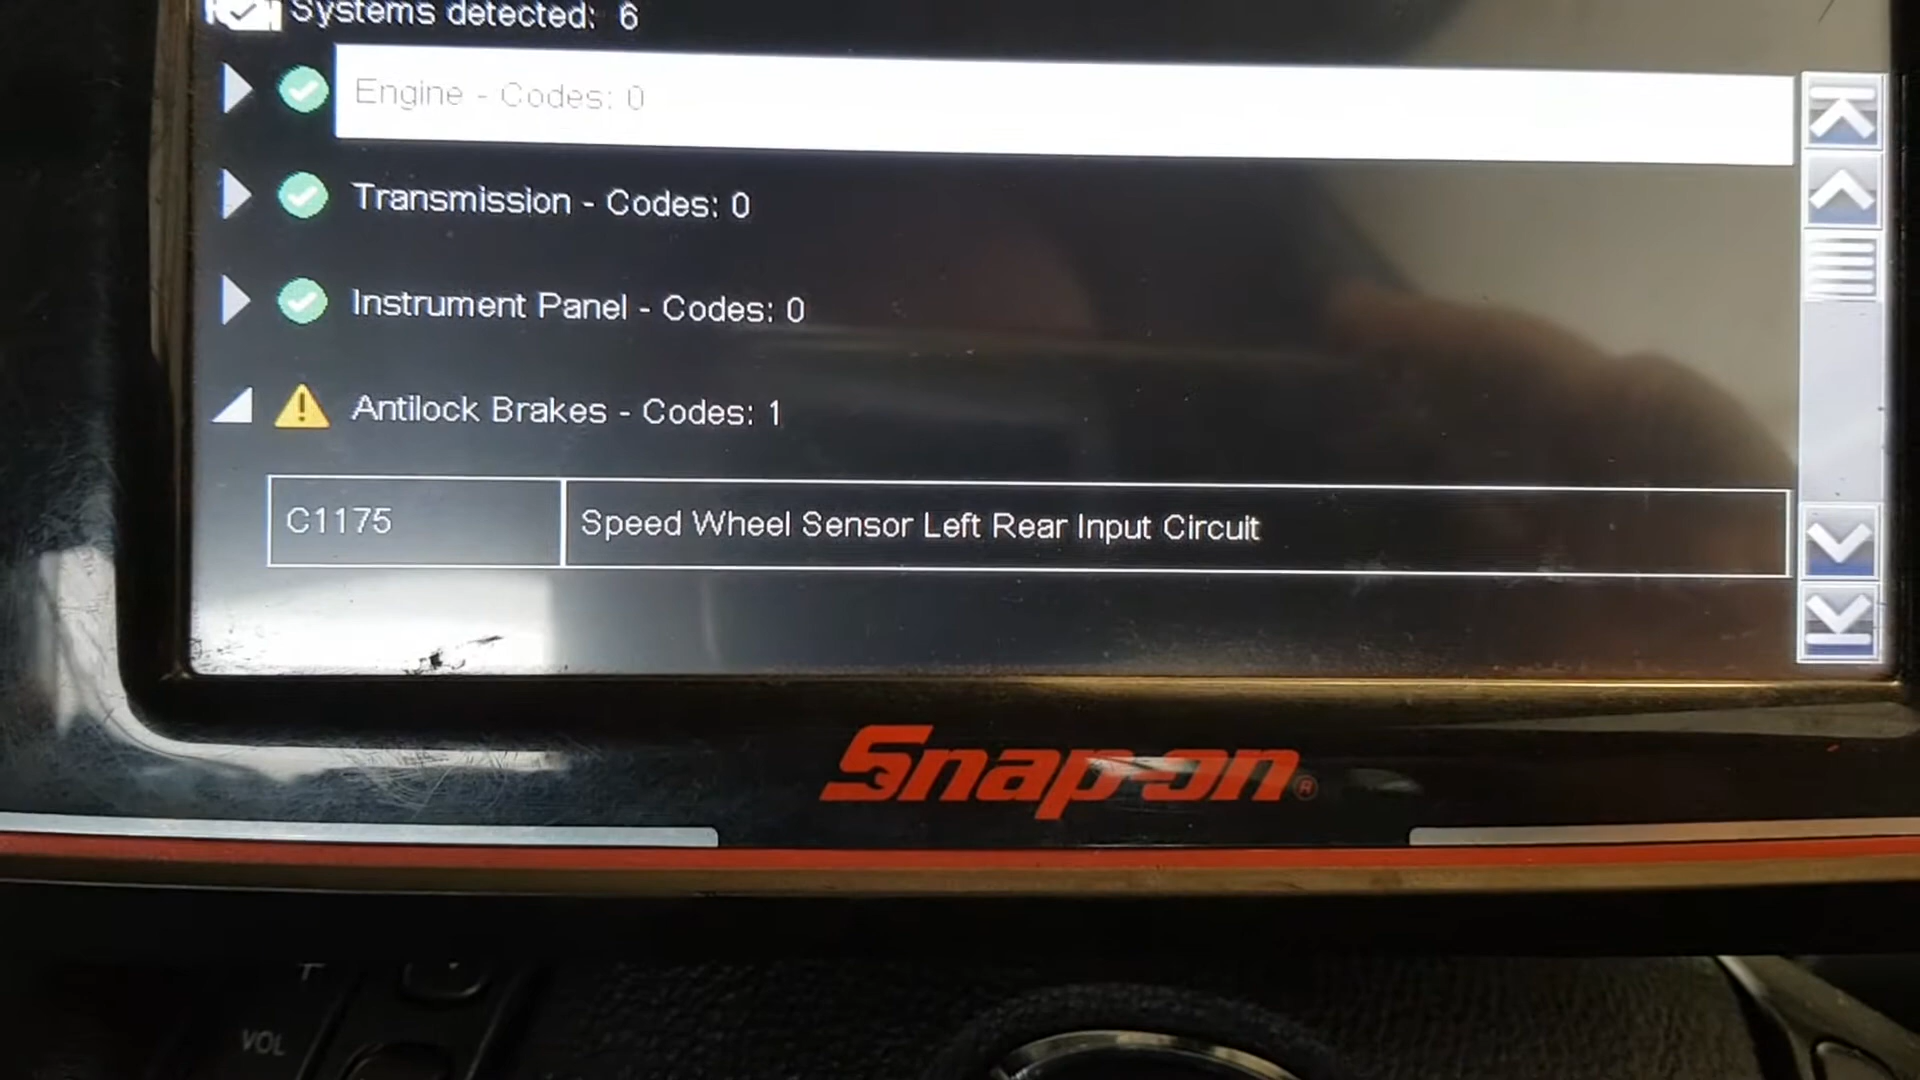 Systems detected: 6
Engine - Codes: 0
Transmission - Codes: 0
Instrument Panel - Codes: 0
Antilock Brakes - Codes: 1
C1175 Speed Wheel Sensor Left Rear Input Circuit
Snap-on®
+
VOL